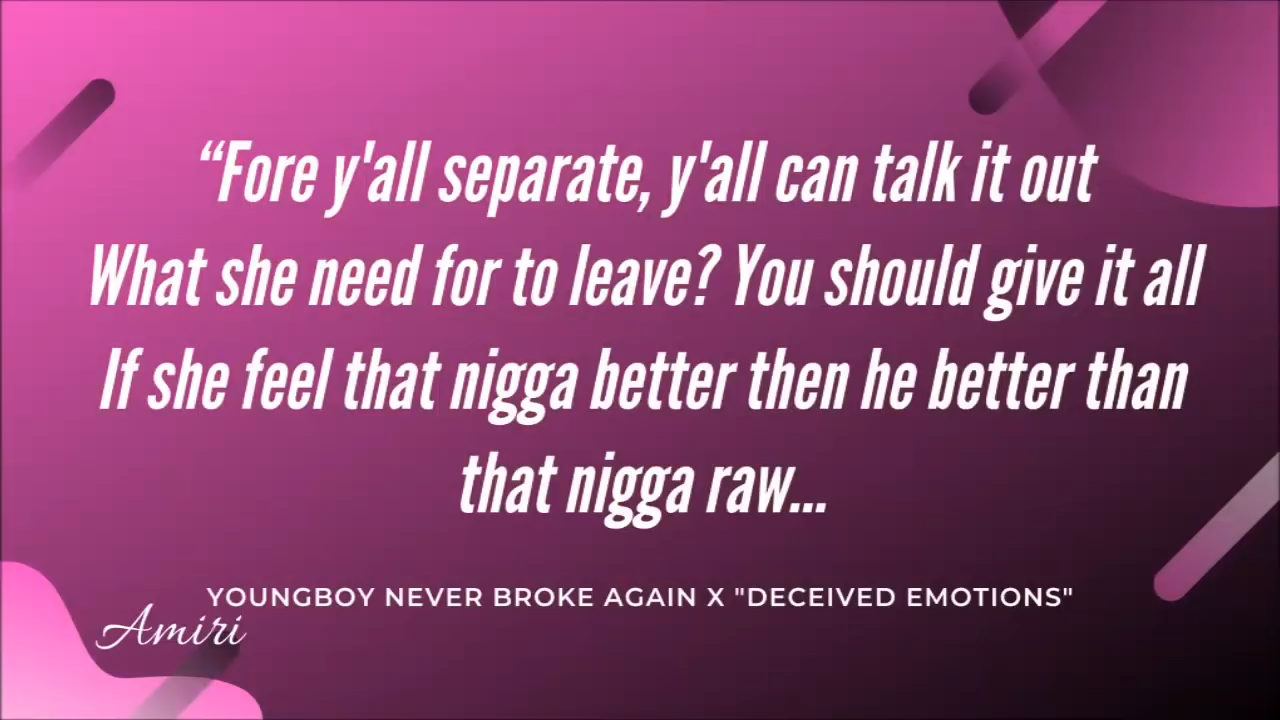 “Fore y'all separate, y'all can talk it out
What she need for to leave? You should give it all
If she feel that nigga better then he better than
that nigga raw...
YOUNGBOY NEVER BROKE AGAIN X "DECEIVED EMOTIONS"
Amiri